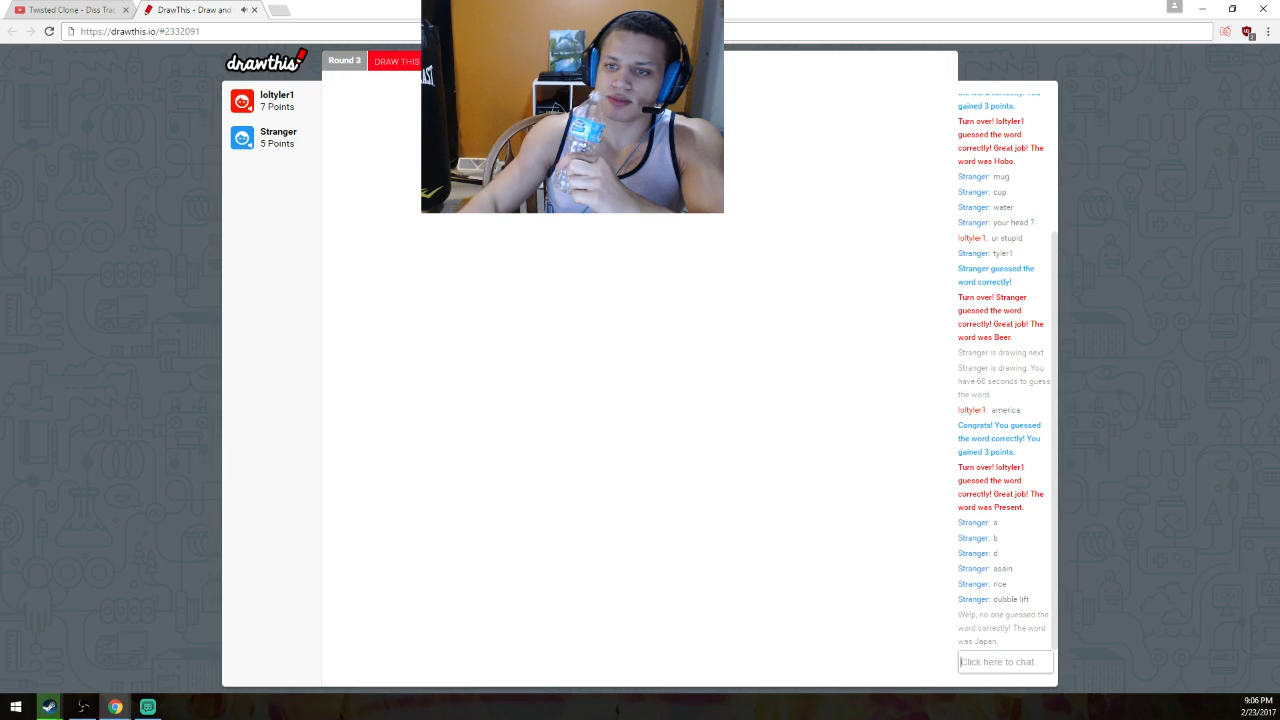 Twisted Clone - Diss Trac
DrawThis - Draw and
https://drawthis.io/#2332091
drawthis!
Round 3
DRAW THIS
loltyler1
7 Points
Stranger
5 Points
the word correctly! You
gained 3 points.
Turn over! loltyler1
guessed the word
correctly! Great job! The
word was Hobo.
Stranger: mug
Stranger: cup
Stranger: water
Stranger: your head ?
loltyler1: ur stupid
Stranger: tyler1
Stranger guessed the
word correctly!
Turn over! Stranger
guessed the word
correctly! Great job! The
word was Beer.
Stranger is drawing next
Stranger is drawing. You
have 60 seconds to guess
the word.
loltyler1: america
Congrats! You guessed
the word correctly! You
gained 3 points.
Turn over! loltyler1
guessed the word
correctly! Great job! The
word was Present.
Stranger: a
Stranger: b
Stranger: d
Stranger: asain
Stranger: rice
Stranger: dubble lift
Welp, no one guessed the
word correctly! The word
was Japan.
Click here to chat
9:06 PM
2/23/2017